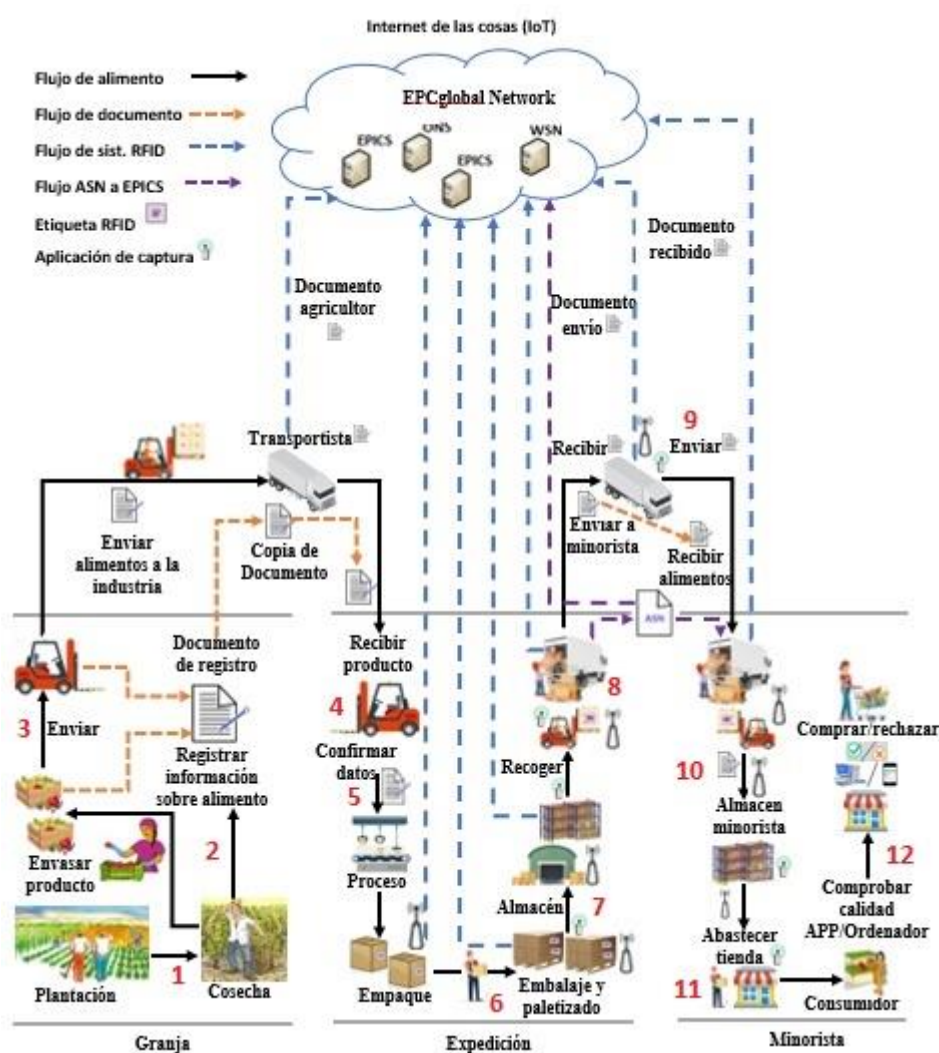 Internet de las cosas (IoT)
Flujo de alimento
Flujo de documento
Flujo de sist. RFID
Flujo ASN a EPICS
Etiqueta RFID
Aplicación de captura
EPCglobal Network
EPICS
ONS
WSN
EPICS
Documento
agricultor
Documento
envío
Documento
recibido
Transportista
Enviar
alimentos a la
industria
Copia de
Documento
Recibir
9
Enviar
Enviar a
minorista
Recibir
alimentos
ASN
Documento
de registro
3
Enviar
Registrar
información
sobre alimento
Envasar
producto
2
Plantación
1
Cosecha
Granja
Recibir
producto
4
Confirmar
datos
5
Proceso
Empaque
6
Embalaje y
paletizado
Almacén
7
Recoger
8
Expedición
10
Almacen
minorista
Abastecer
tienda
11
Consumidor
Comprobar
calidad
APP/Ordenador
12
Comprar/rechazar
Minorista